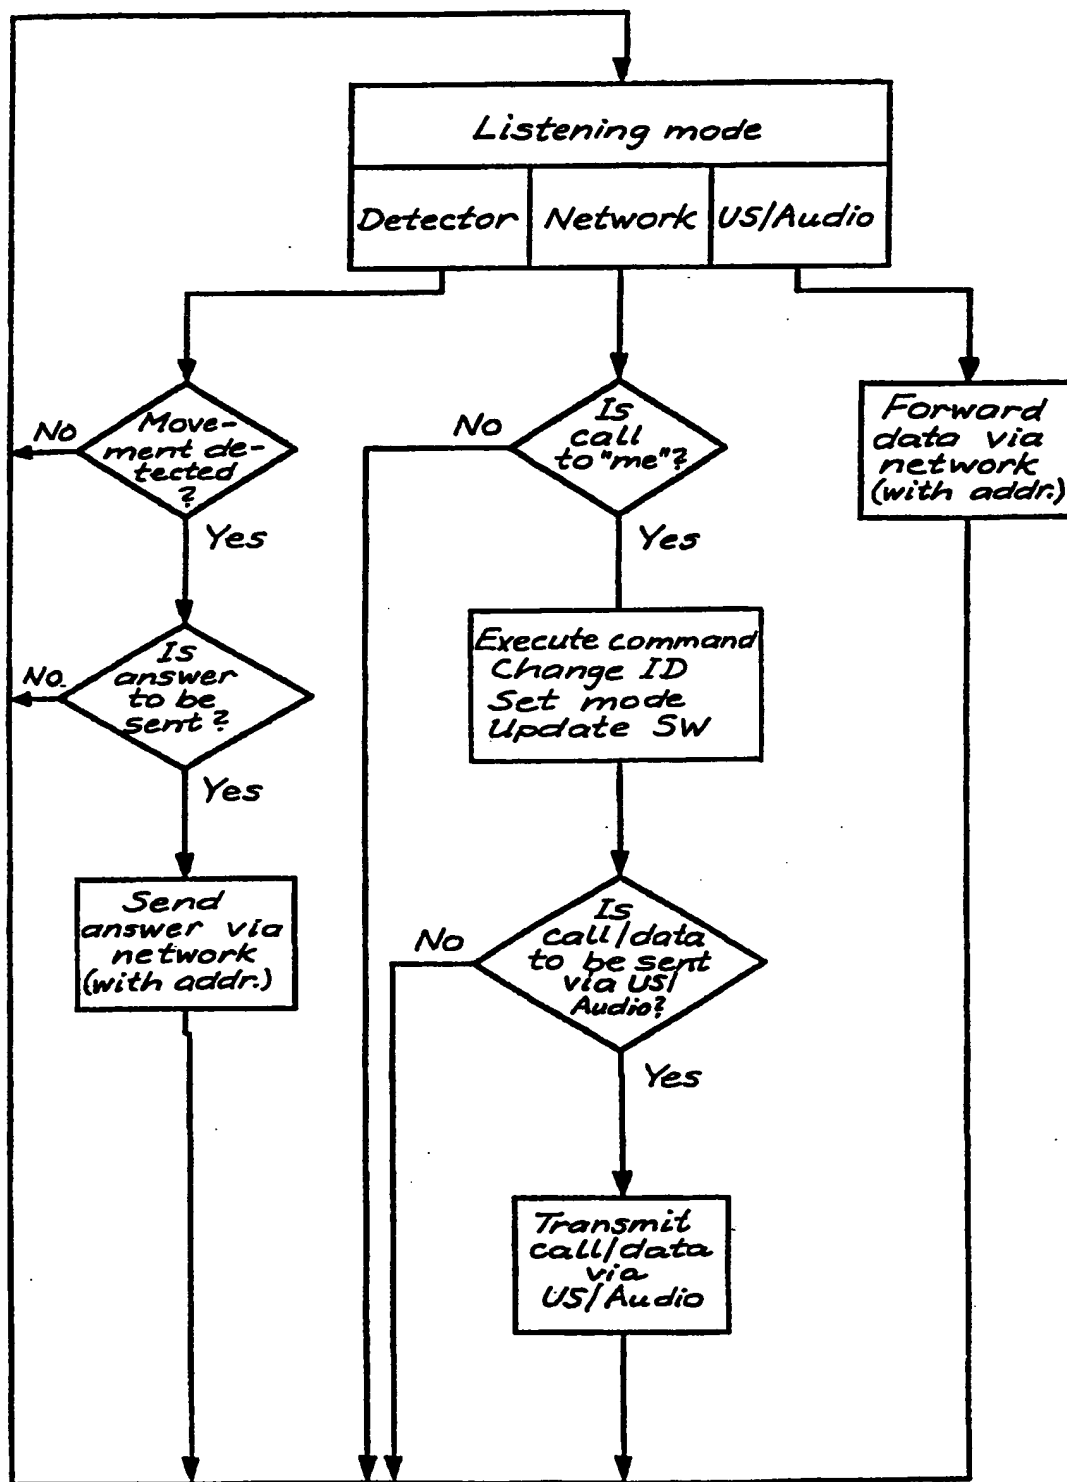 Listening mode
Detector
Network
US/Audio
No
Move-
ment de-
tected
?
Yes
No.
Is
answer
to be
sent?
Yes
Send
answer via
network
(with addr.)
No
Is
call
to "me"?
Yes
Execute command
Change ID
Set mode
Update SW
No
Is
call/data
to be sent
via US/
Audio?
Yes
Transmit
call/data
via
US/Audio
Forward
data via
network
(with addr.)